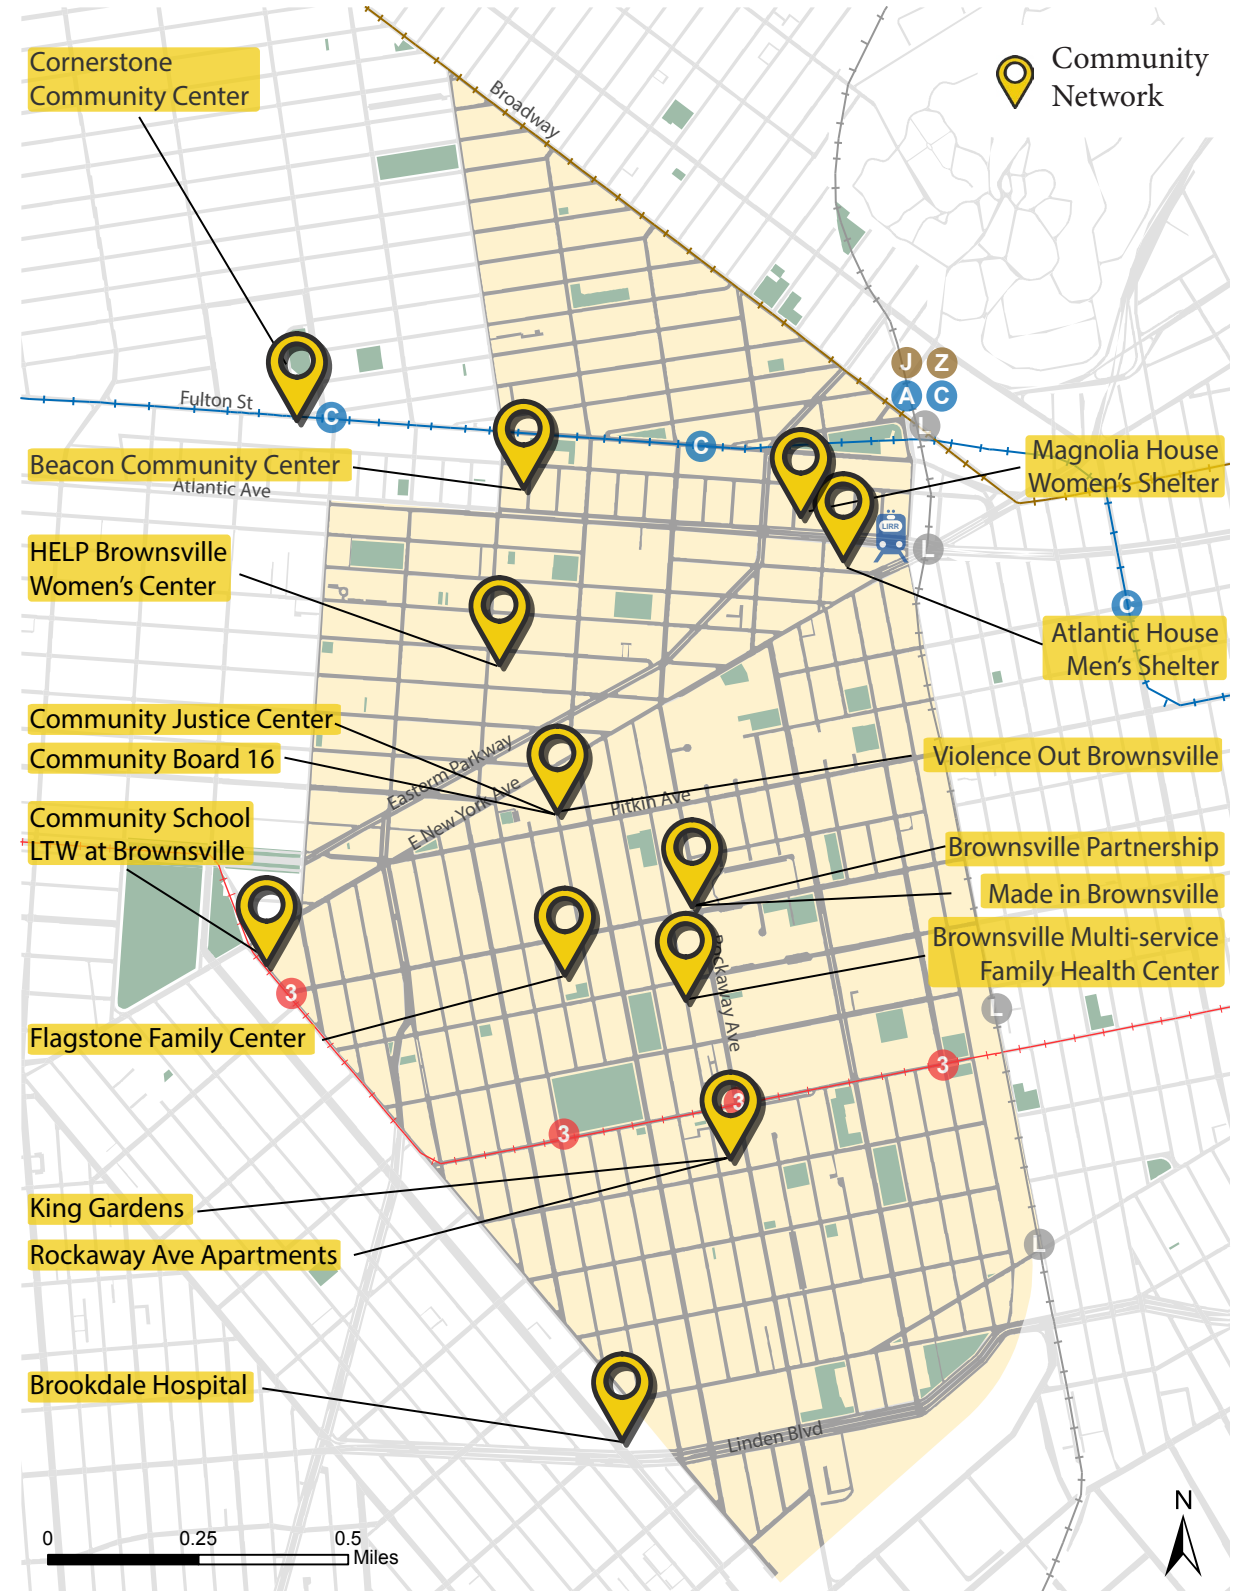 Cornerstone
Community Center
Community
Network
Broadway
J
Z
A
C
L
Fulton St
C
C
Beacon Community Center
Atlantic Ave
Magnolia House
Women's Shelter
LIRR
L
HELP Brownsville
Women's Center
C
Atlantic House
Men's Shelter
Community Justice Center
Community Board 16
Violence Out Brownsville
Easterm Parkway
E New York Ave
Pitkin Ave
Community School
LTW at Brownsville
Brownsville Partnership
Made in Brownsville
Brownsville Multi-service
Family Health Center
Rockaway Ave
3
L
Flagstone Family Center
3
3
3
King Gardens
Rockaway Ave Apartments
L
Brookdale Hospital
Linden Blvd
N
0 0.25 0.5
Miles